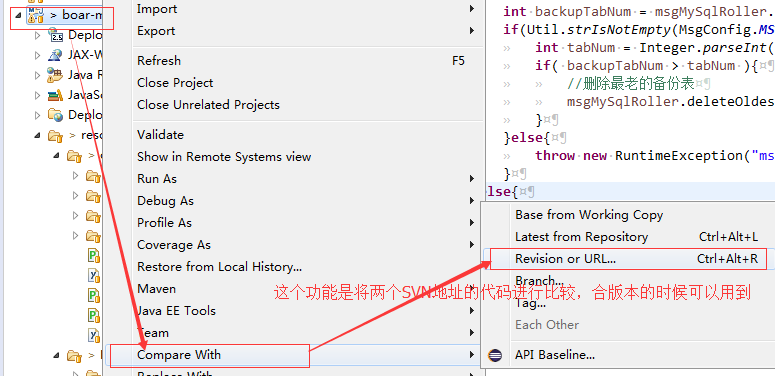 > boar-m
Deplo
JAX-W
Java R
JavaSe
Deplo
> reso
Import
Export
Refresh F5
Close Project
Close Unrelated Projects
Validate
Show in Remote Systems view
Run As
Debug As
Profile As
Coverage As
Restore from Local History...
Maven
Java EE Tools
Team
Compare With
Replace With
int backupTabNum = msgMySqlRoller.
if(Util.strIsNotEmpty(MsgConfig.MS
int tabNum = Integer.parseInt(
if( backupTabNum > tabNum ){
//删除最老的备份表
msgMySqlRoller.deleteOldes
}
}else{
throw new RuntimeException("ms
}
else{
Base from Working Copy
Latest from Repository Ctrl+Alt+L
Revision or URL... Ctrl+Alt+R
这个功能是将两个SVN地址的代码进行比较，合版本的时候可以用到
Branch...
Tag...
Each Other
API Baseline...